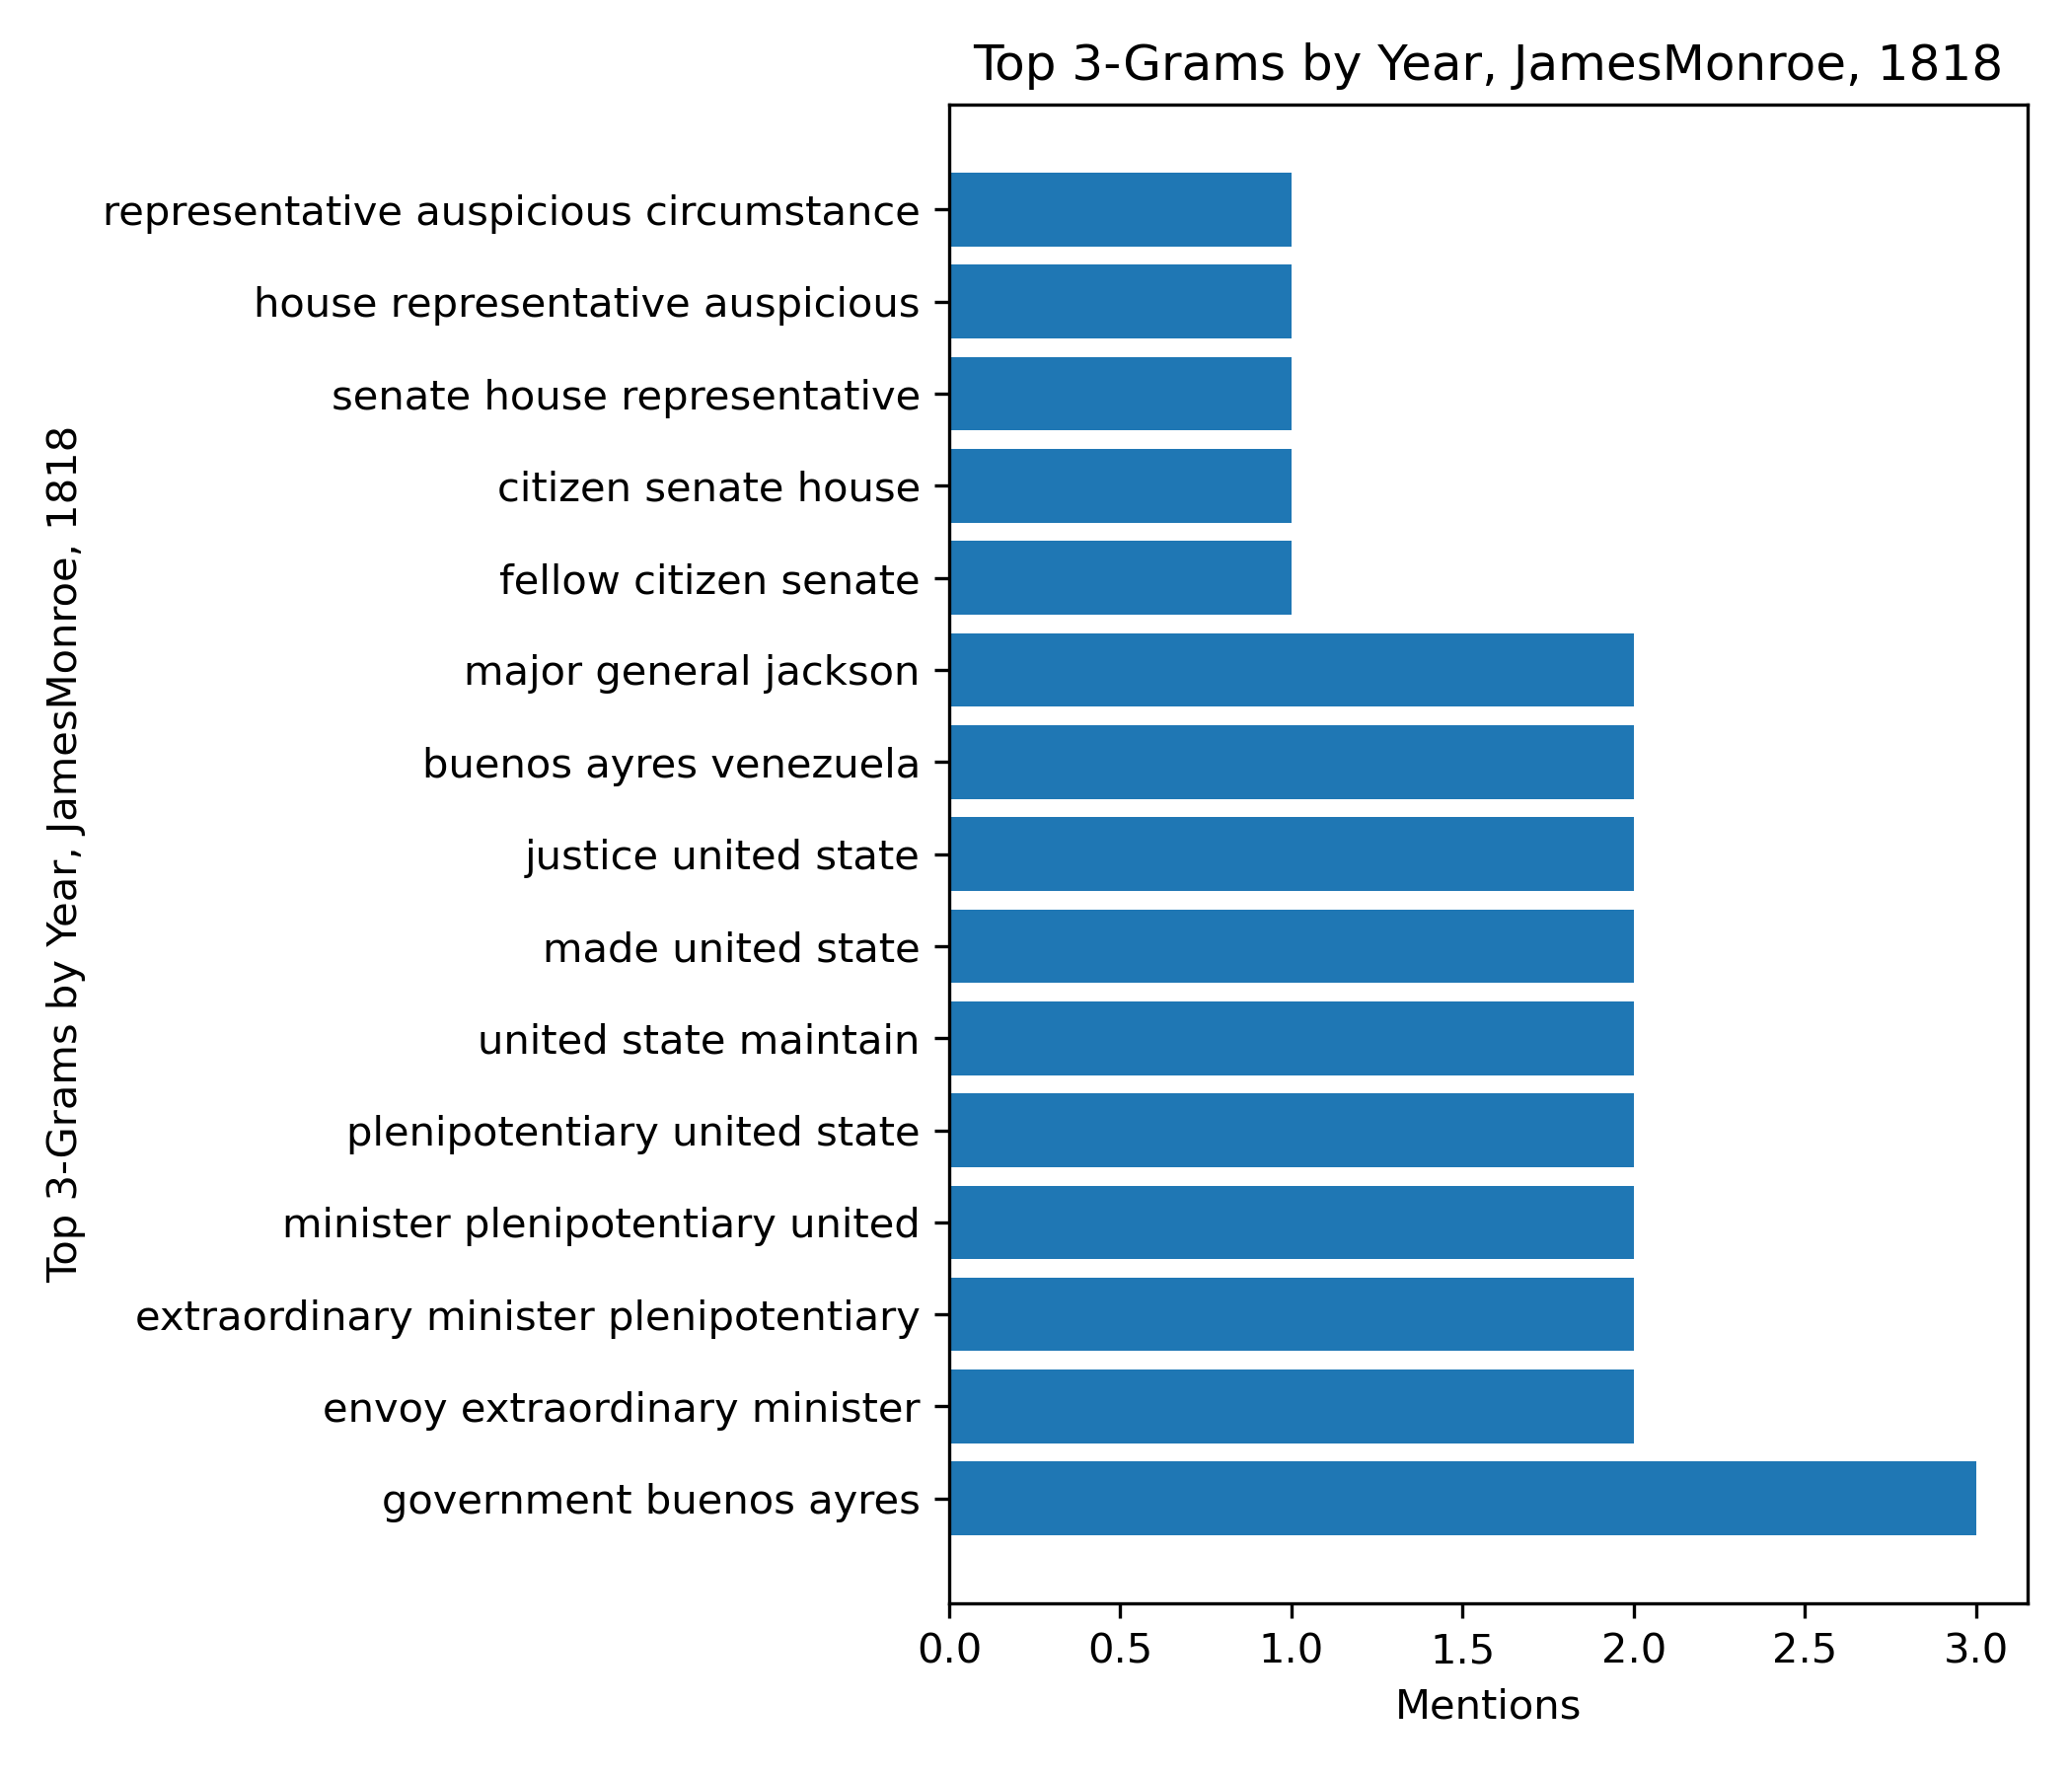 Top 3-Grams by Year, JamesMonroe, 1818
Top 3-Grams by Year, JamesMonroe, 1818
representative auspicious circumstance
house representative auspicious
senate house representative
citizen senate house
fellow citizen senate
major general jackson
buenos ayres venezuela
justice united state
made united state
united state maintain
plenipotentiary united state
minister plenipotentiary united
extraordinary minister plenipotentiary
envoy extraordinary minister
government buenos ayres
0.0 0.5 1.0 1.5 2.0 2.5 3.0
Mentions